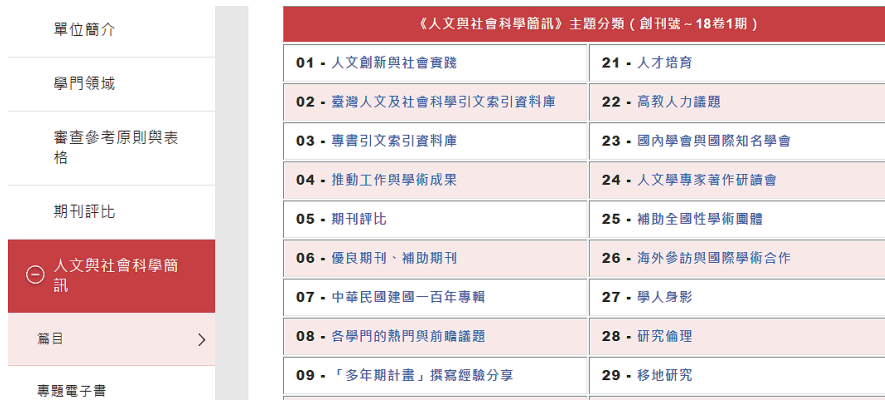 單位簡介
學門領域
審查參考原則與表
格
期刊評比
人文與社會科學簡
訊
篇目
專題電子書
《人文與社會科學簡訊》主題分類（創刊號～18卷1期）
01 - 人文創新與社會實踐
21 - 人才培育
02 - 臺灣人文及社會科學引文索引資料庫
22 - 高教人力議題
03 - 專書引文索引資料庫
23 - 國內學會與國際知名學會
04 - 推動工作與學術成果
24 - 人文學專家著作研讀會
05 - 期刊評比
25 - 補助全國性學術團體
06 - 優良期刊、補助期刊
26 - 海外參訪與國際學術合作
07 - 中華民國建國一百年專輯
27 - 學人身影
08 - 各學門的熱門與前瞻議題
28 - 研究倫理
09 - 「多年期計畫」撰寫經驗分享
29 - 移地研究